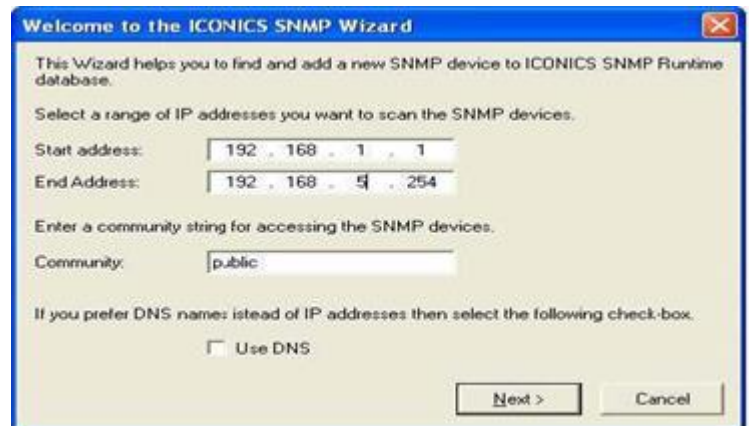 Welcome to the ICONICS SNMP Wizard
This Wizard helps you to find and add a new SNMP device to ICONICS SNMP Runtime
database.
Select a range of IP addresses you want to scan the SNMP devices.
Start address: 192 . 168 . 1 . 1
End Address: 192 . 168 . 5 . 254
Enter a community string for accessing the SNMP devices.
Community: public
If you prefer DNS names istead of IP addresses then select the following check-box.
Use DNS
Next > Cancel